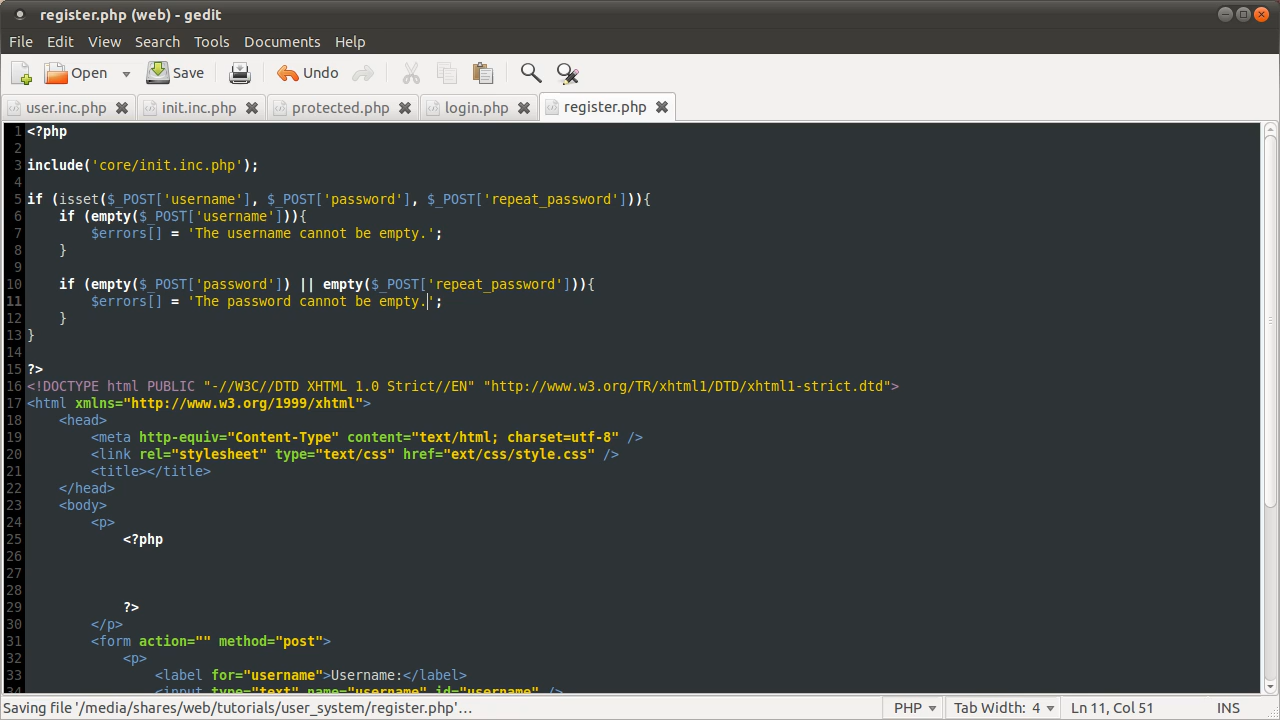 register.php (web) - gedit
File Edit View Search Tools Documents Help
Open Save Undo
user.inc.php init.inc.php protected.php login.php register.php
1 <?php
2
3 include('core/init.inc.php');
4
5 if (isset($_POST['username'], $_POST['password'], $_POST['repeat_password'])){
6     if (empty($_POST['username'])){
7         $errors[] = 'The username cannot be empty.';
8     }
9
10     if (empty($_POST['password']) || empty($_POST['repeat_password'])){
11         $errors[] = 'The password cannot be empty.';
12     }
13 }
14
15 ?>
16 <!DOCTYPE html PUBLIC "-//W3C//DTD XHTML 1.0 Strict//EN" "http://www.w3.org/TR/xhtml1/DTD/xhtml1-strict.dtd">
17 <html xmlns="http://www.w3.org/1999/xhtml">
18     <head>
19         <meta http-equiv="Content-Type" content="text/html; charset=utf-8" />
20         <link rel="stylesheet" type="text/css" href="ext/css/style.css" />
21         <title></title>
22     </head>
23     <body>
24         <p>
25             <?php
26
27
28
29             ?>
30         </p>
31         <form action="" method="post">
32             <p>
33                 <label for="username">Username:</label>
34                 <input type="text" name="username" id="username" />
Saving file '/media/shares/web/tutorials/user_system/register.php'... PHP Tab Width: 4 Ln 11, Col 51 INS